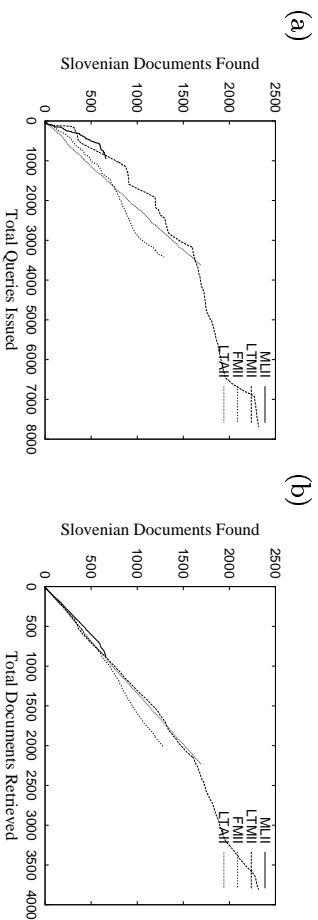 (a)
Slovenian Documents Found
2500
2000
1500
1000
500
0
0 1000 2000 3000 4000 5000 6000 7000 8000
Total Queries Issued
MLII
LTMII
FMII
LTAII
(b)
Slovenian Documents Found
2500
2000
1500
1000
500
0
0 500 1000 1500 2000 2500 3000 3500 4000
Total Documents Retrieved
MLII
LTMII
FMII
LTAII